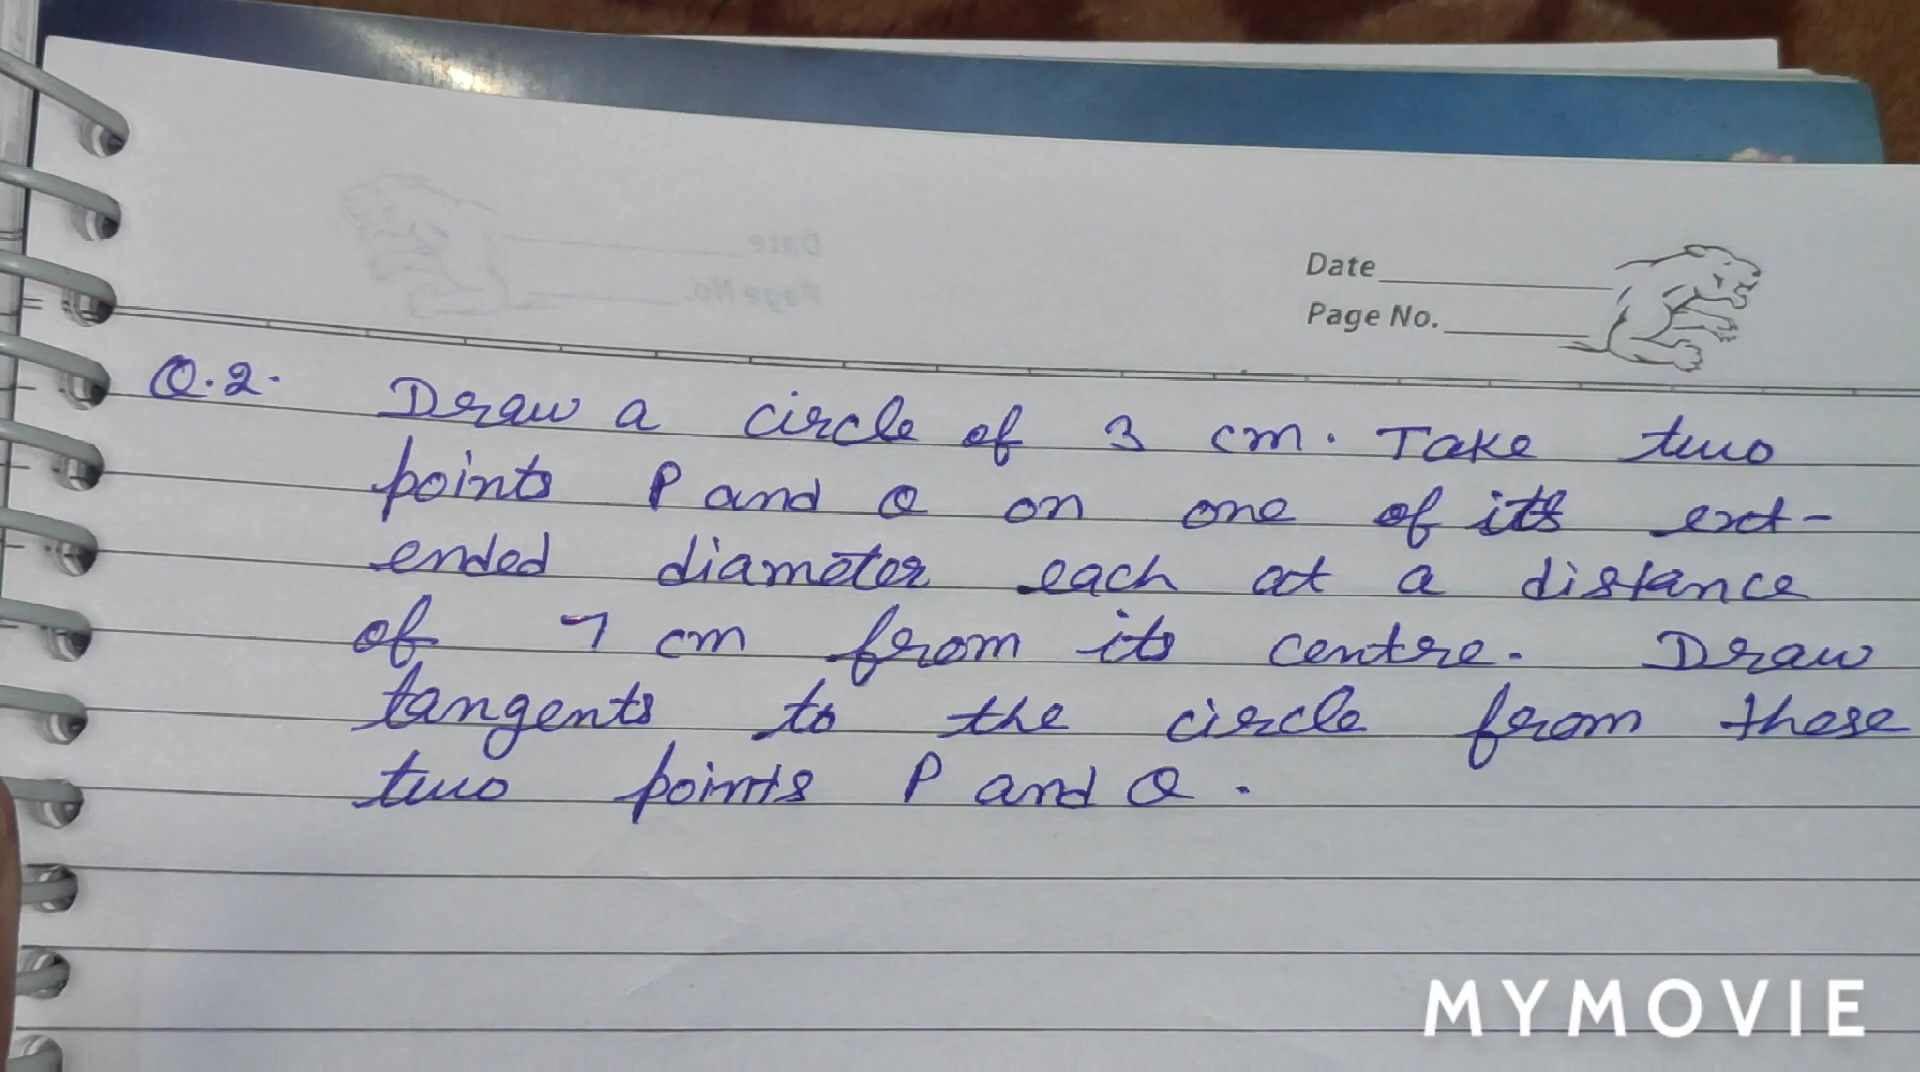 Date
Page No.
Q.2. Draw a circle of 3 cm. Take two
points P and Q on one of its ext-
ended diameter each at a distance
of 7 cm from its centre. Draw
tangents to the circle from these
two points P and Q.
MYMOVIE